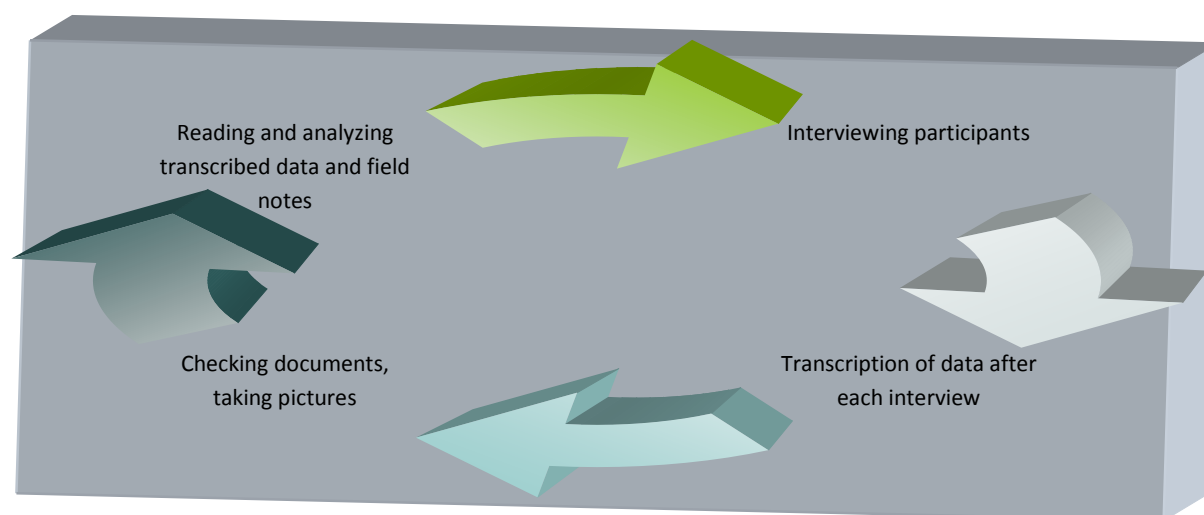 Reading and analyzing
transcribed data and field
notes
Interviewing participants
Checking documents,
taking pictures
Transcription of data after
each interview